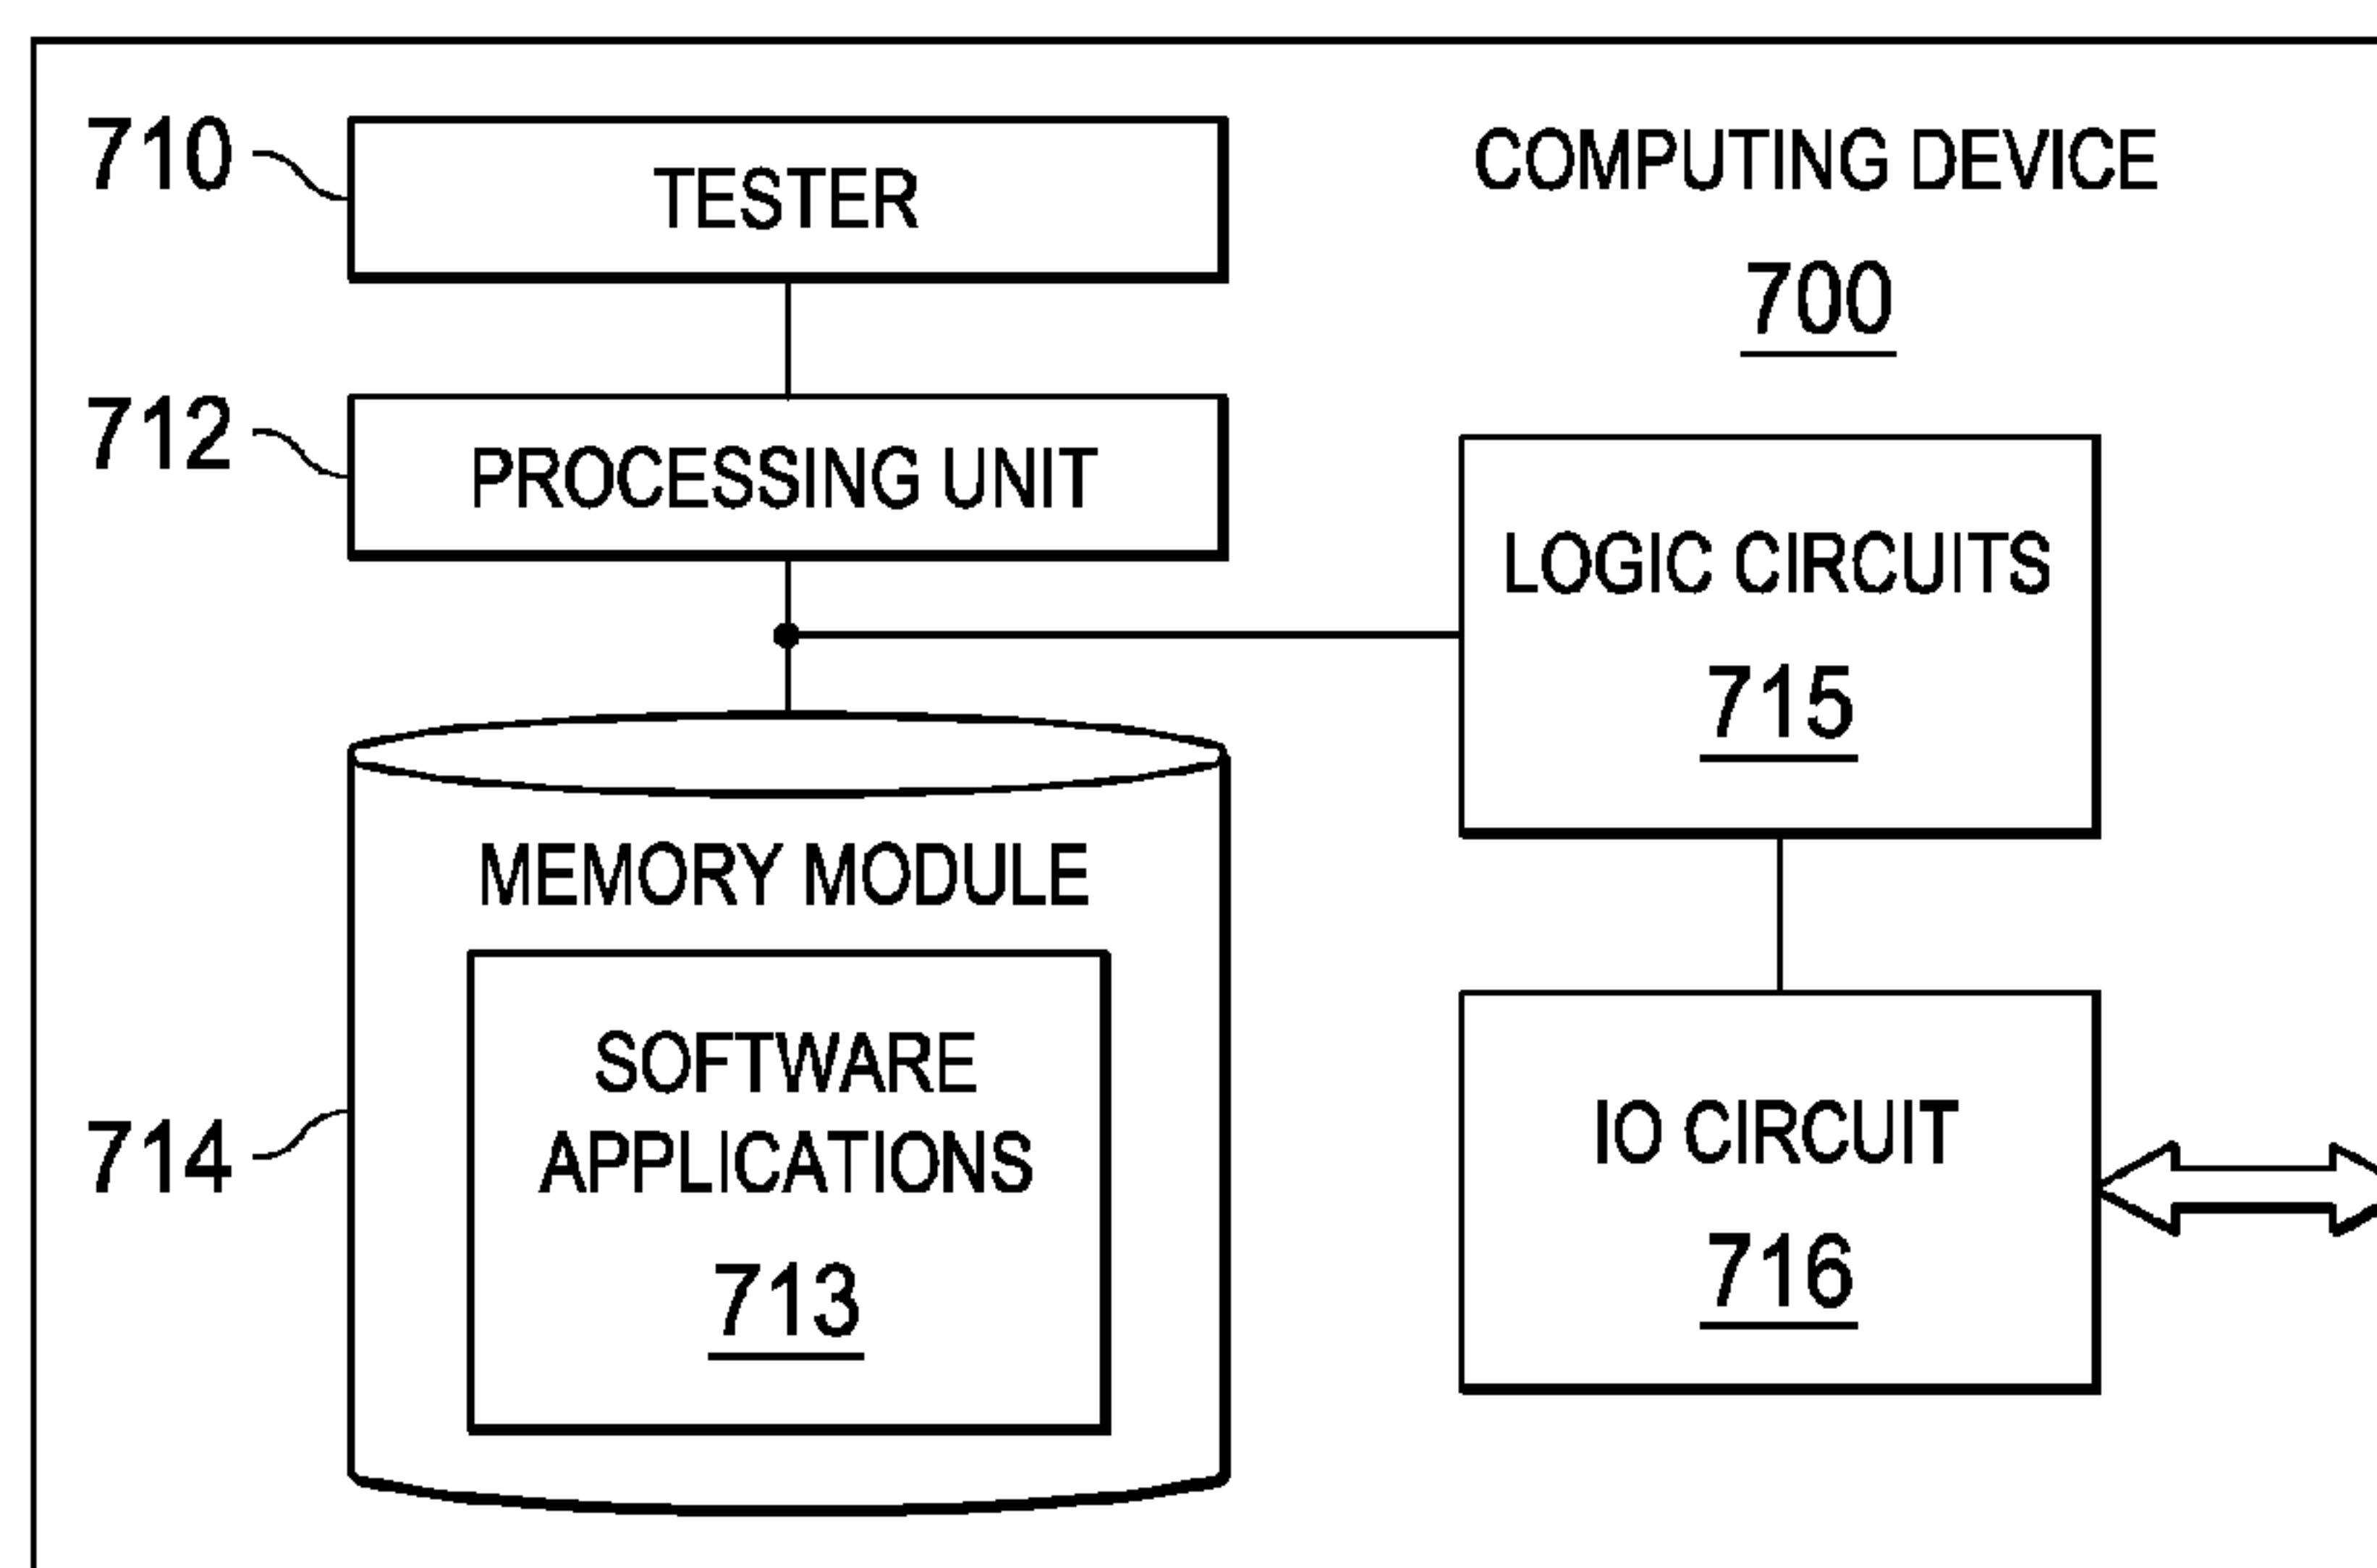 710
TESTER
COMPUTING DEVICE
700
712
PROCESSING UNIT
LOGIC CIRCUITS
715
MEMORY MODULE
SOFTWARE
APPLICATIONS
713
714
IO CIRCUIT
716